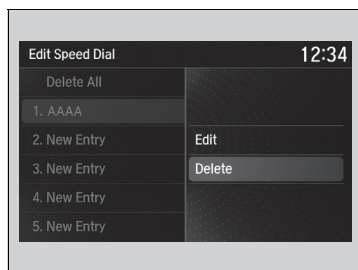 Edit Speed Dial 12:34
Delete All
1. AAAA
2. New Entry
Edit
3. New Entry
Delete
4. New Entry
5. New Entry